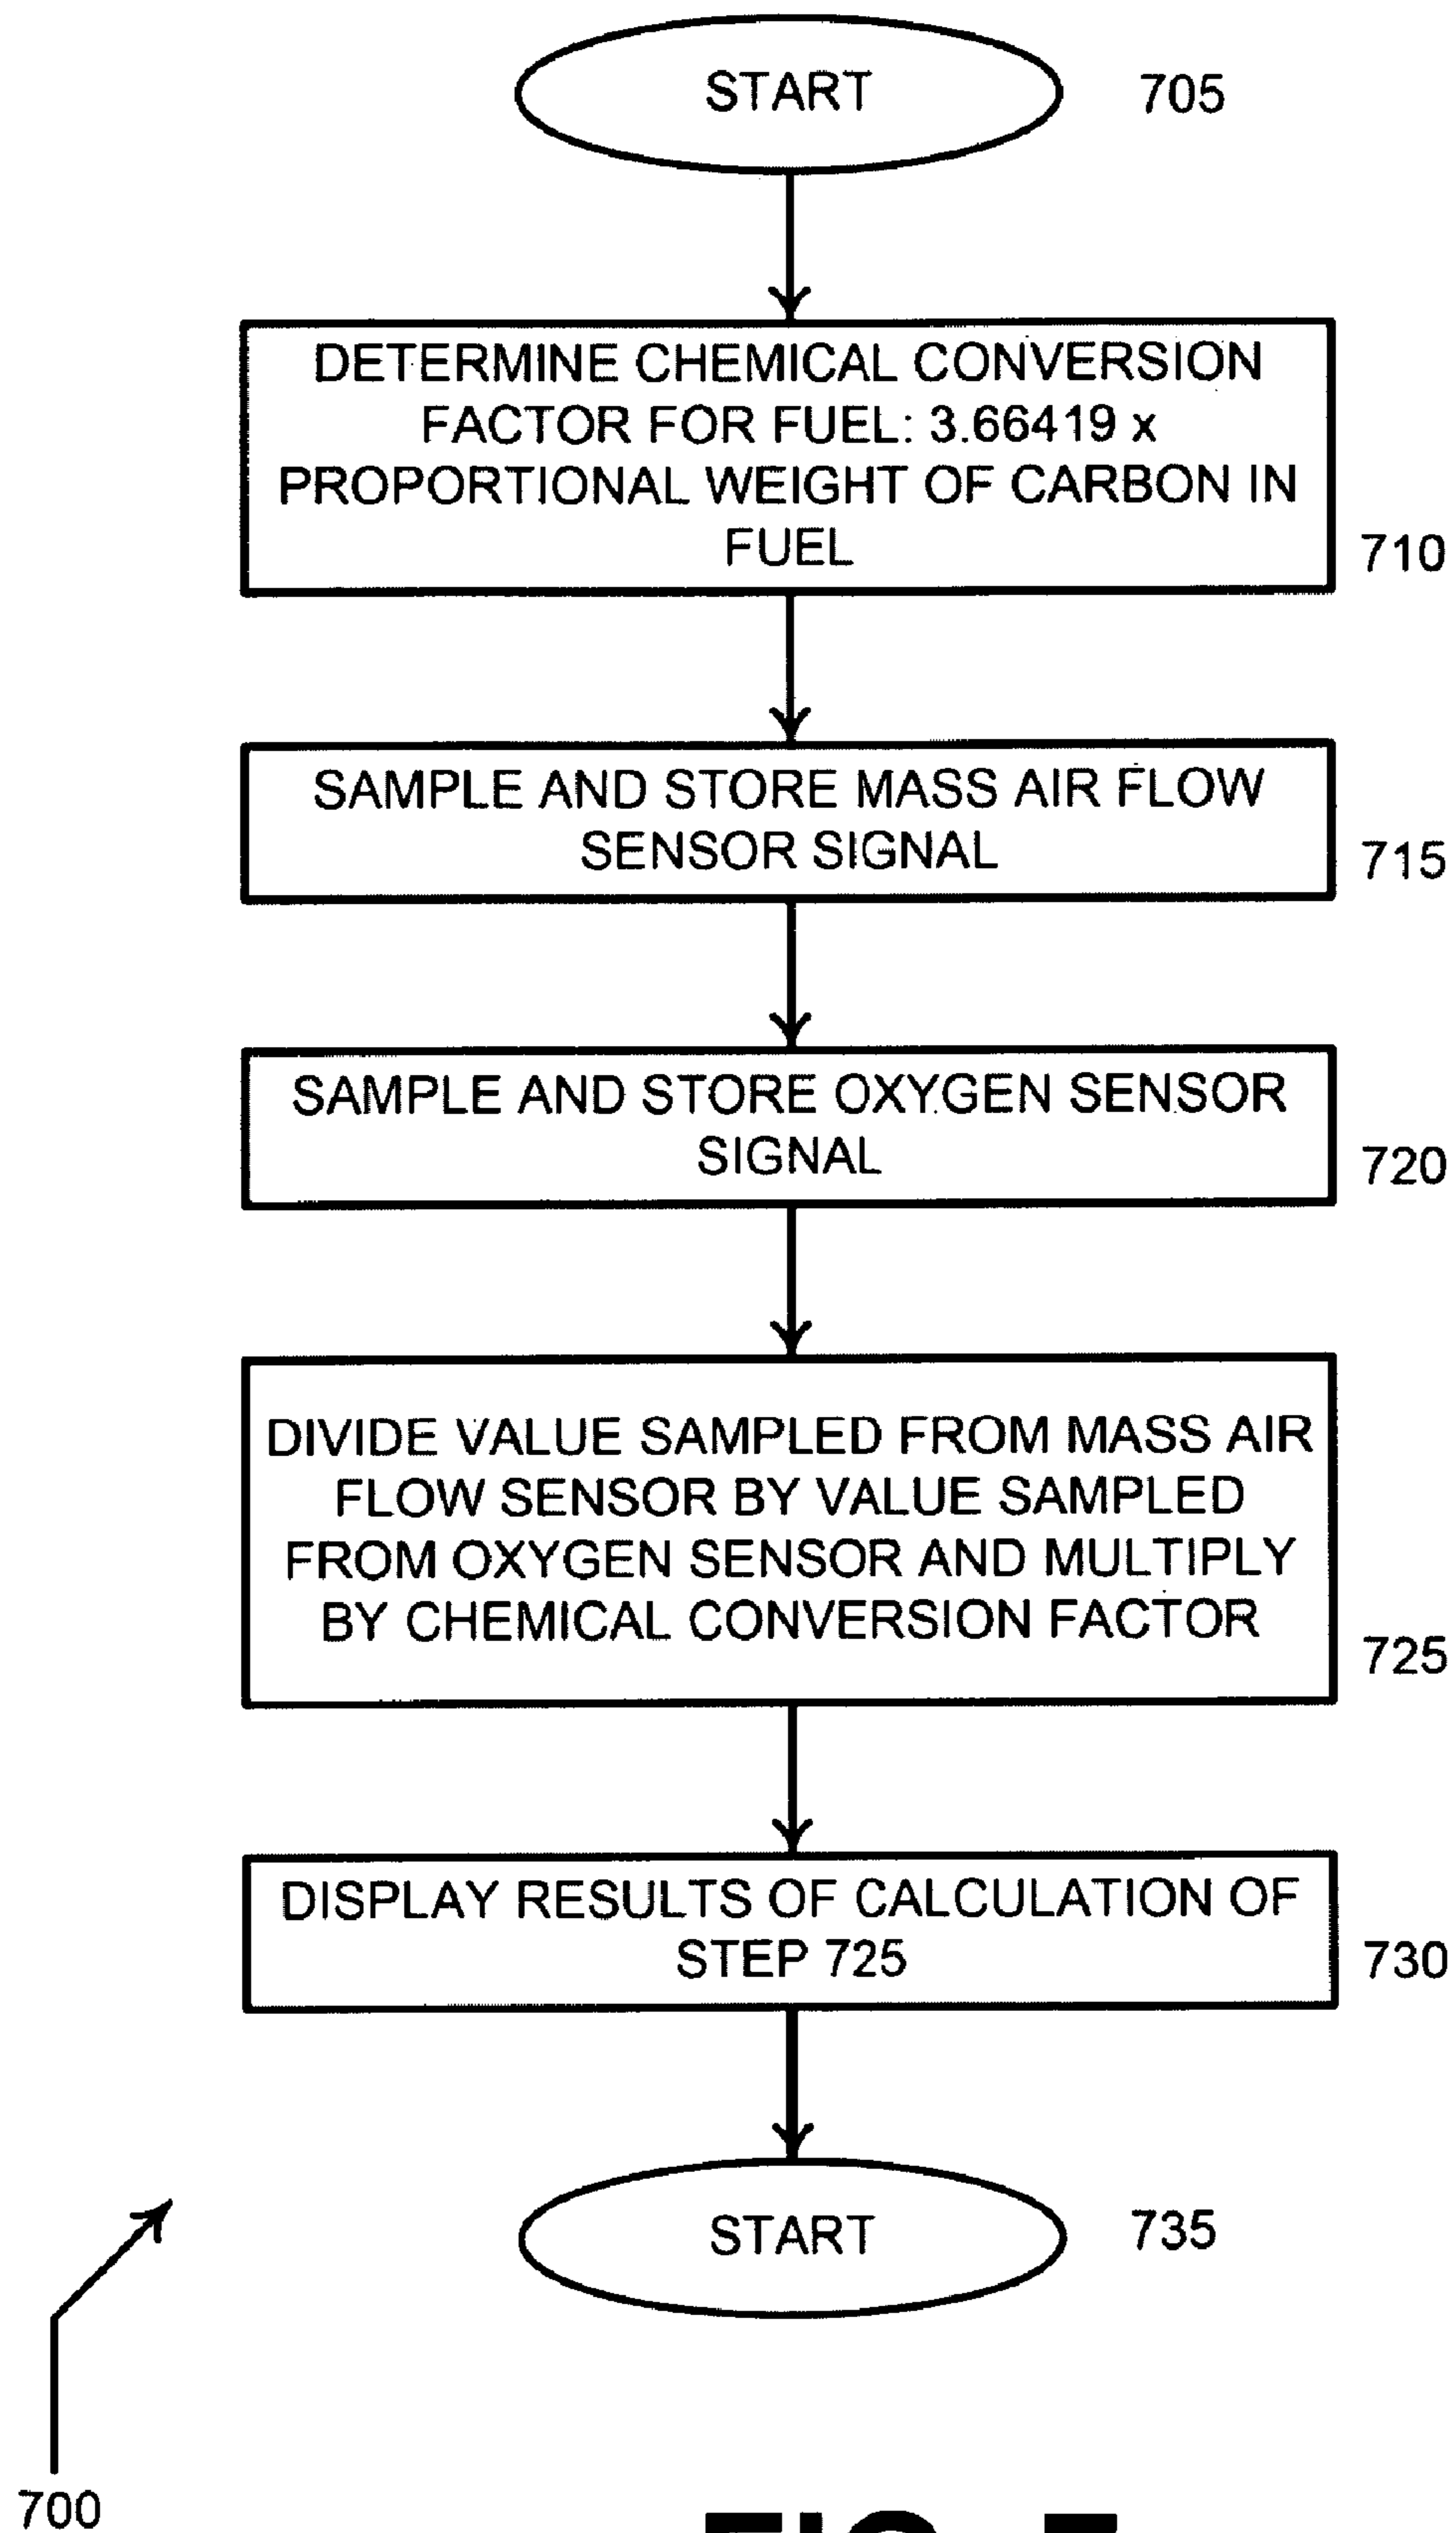 START
705
DETERMINE CHEMICAL CONVERSION
FACTOR FOR FUEL: 3.66419 x
PROPORTIONAL WEIGHT OF CARBON IN
FUEL
710
SAMPLE AND STORE MASS AIR FLOW
SENSOR SIGNAL
715
SAMPLE AND STORE OXYGEN SENSOR
SIGNAL
720
DIVIDE VALUE SAMPLED FROM MASS AIR
FLOW SENSOR BY VALUE SAMPLED
FROM OXYGEN SENSOR AND MULTIPLY
BY CHEMICAL CONVERSION FACTOR
725
DISPLAY RESULTS OF CALCULATION OF
STEP 725
730
START
735
700